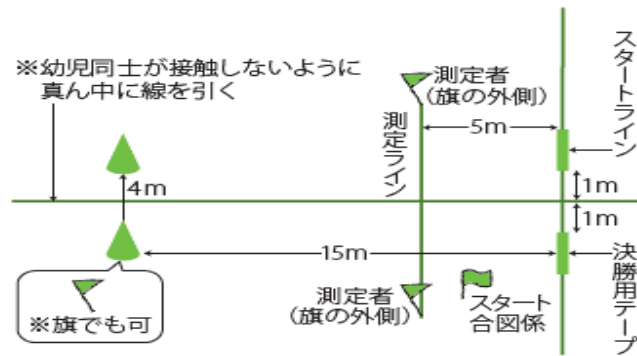 ※幼児同士が接触しないように
真ん中に線を引く
測定者
(旗の外側)
スタートライン
測定ライン
5m
4m
1m
1m
15m
※旗でも可
測定者
(旗の外側)
スタート
合図係
決勝用テープ